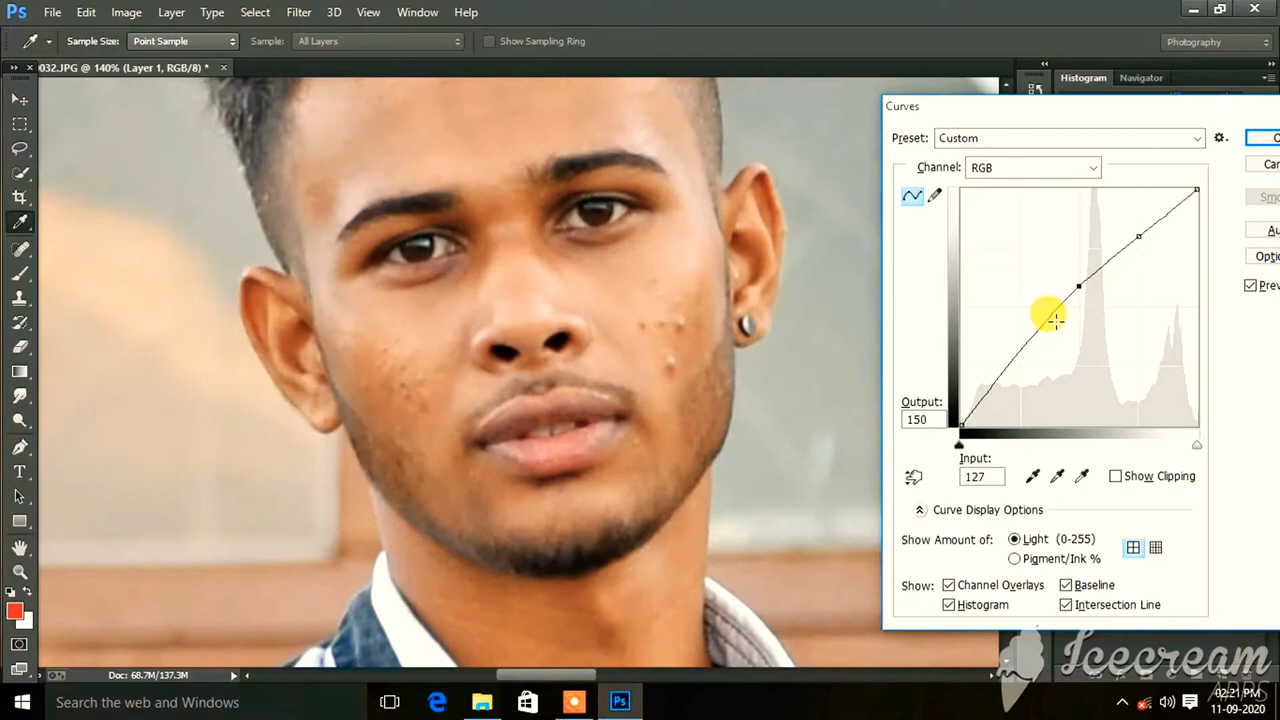 Ps File Edit Image Layer Type Select Filter 3D View Window Help
Sample Size: Point Sample Sample: All Layers Show Sampling Ring Photography
032.JPG @ 140% (Layer 1, RGB/8) *
Histogram Navigator
Curves
Preset: Custom
Channel: RGB
Output:
150
Input:
127
Show Clipping
Curve Display Options
Show Amount of: Light (0-255)
Pigment/Ink %
Show: Channel Overlays Baseline
Histogram Intersection Line
Doc: 68.7M/137.3M
Icecream
APPS
Search the web and Windows
Ps
02:21 PM
11-09-2020